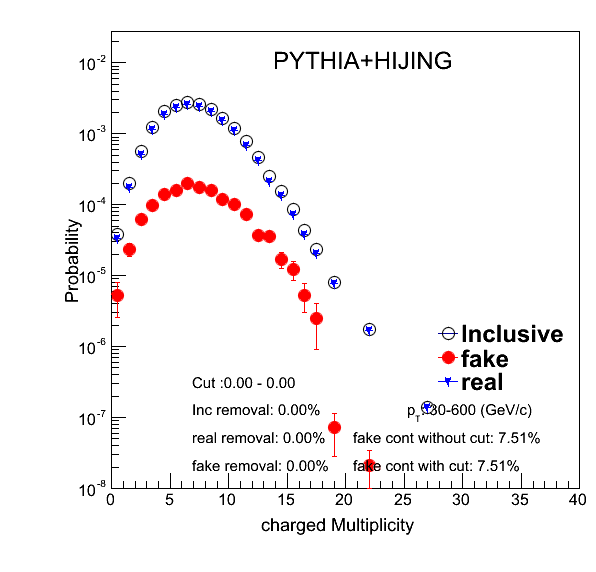 PYTHIA+HIJING
10⁻²
10⁻³
10⁻⁴
10⁻⁵
10⁻⁶
10⁻⁷
10⁻⁸
Probability
Inclusive
fake
real
Cut :0.00 - 0.00
Inc removal: 0.00%
p_T: 30-600 (GeV/c)
real removal: 0.00%
fake cont without cut: 7.51%
fake removal: 0.00%
fake cont with cut: 7.51%
0 5 10 15 20 25 30 35 40
charged Multiplicity